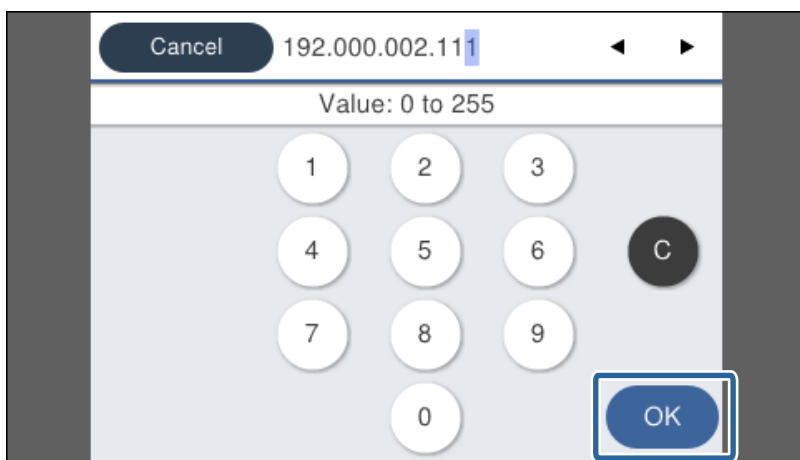 Cancel 192.000.002.111 ◀ ▶
Value: 0 to 255
1 2 3
4 5 6 C
7 8 9
0 OK